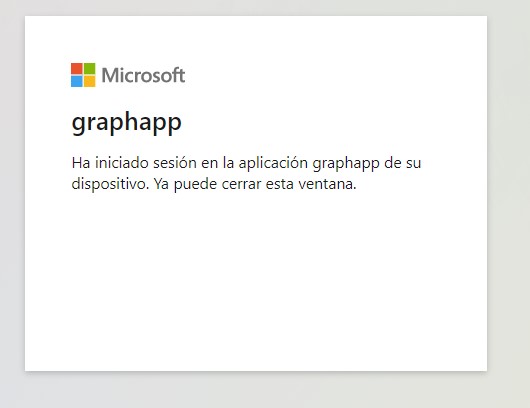 Microsoft
graphapp
Ha iniciado sesión en la aplicación graphapp de su
dispositivo. Ya puede cerrar esta ventana.